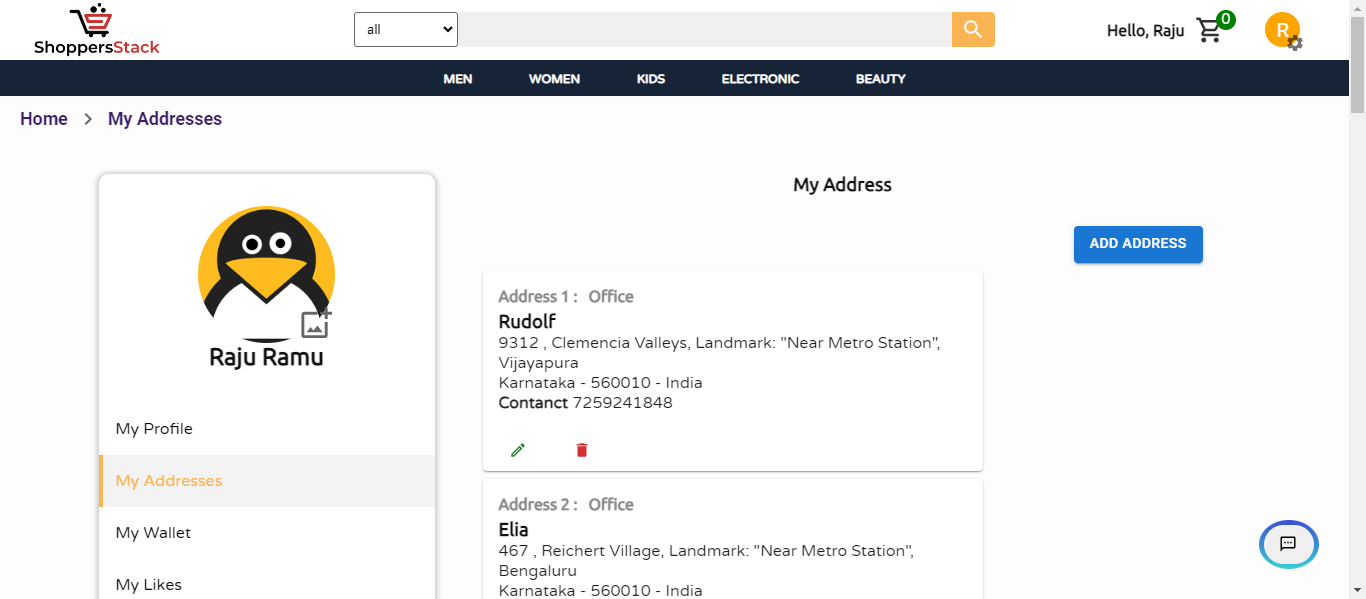 ShoppersStack
all
Hello, Raju
0
R
MEN WOMEN KIDS ELECTRONIC BEAUTY
Home > My Addresses
My Address
ADD ADDRESS
Raju Ramu
My Profile
My Addresses
My Wallet
My Likes
Address 1 : Office
Rudolf
9312 , Clemencia Valleys, Landmark: "Near Metro Station",
Vijayapura
Karnataka - 560010 - India
Contanct 7259241848
Address 2 : Office
Elia
467 , Reichert Village, Landmark: "Near Metro Station",
Bengaluru
Karnataka - 560010 - India